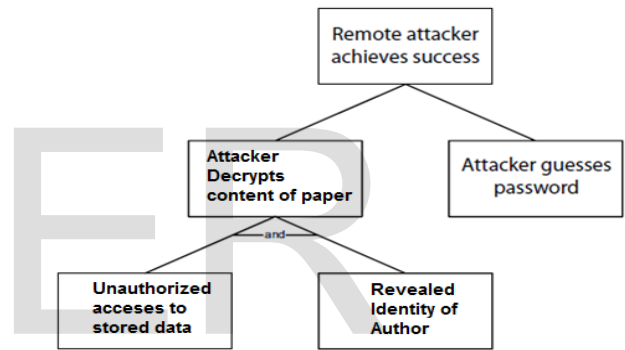 Remote attacker
achieves success
Attacker
Decrypts
content of paper
Attacker guesses
password
and
Unauthorized
acceses to
stored data
Revealed
Identity of
Author
ER